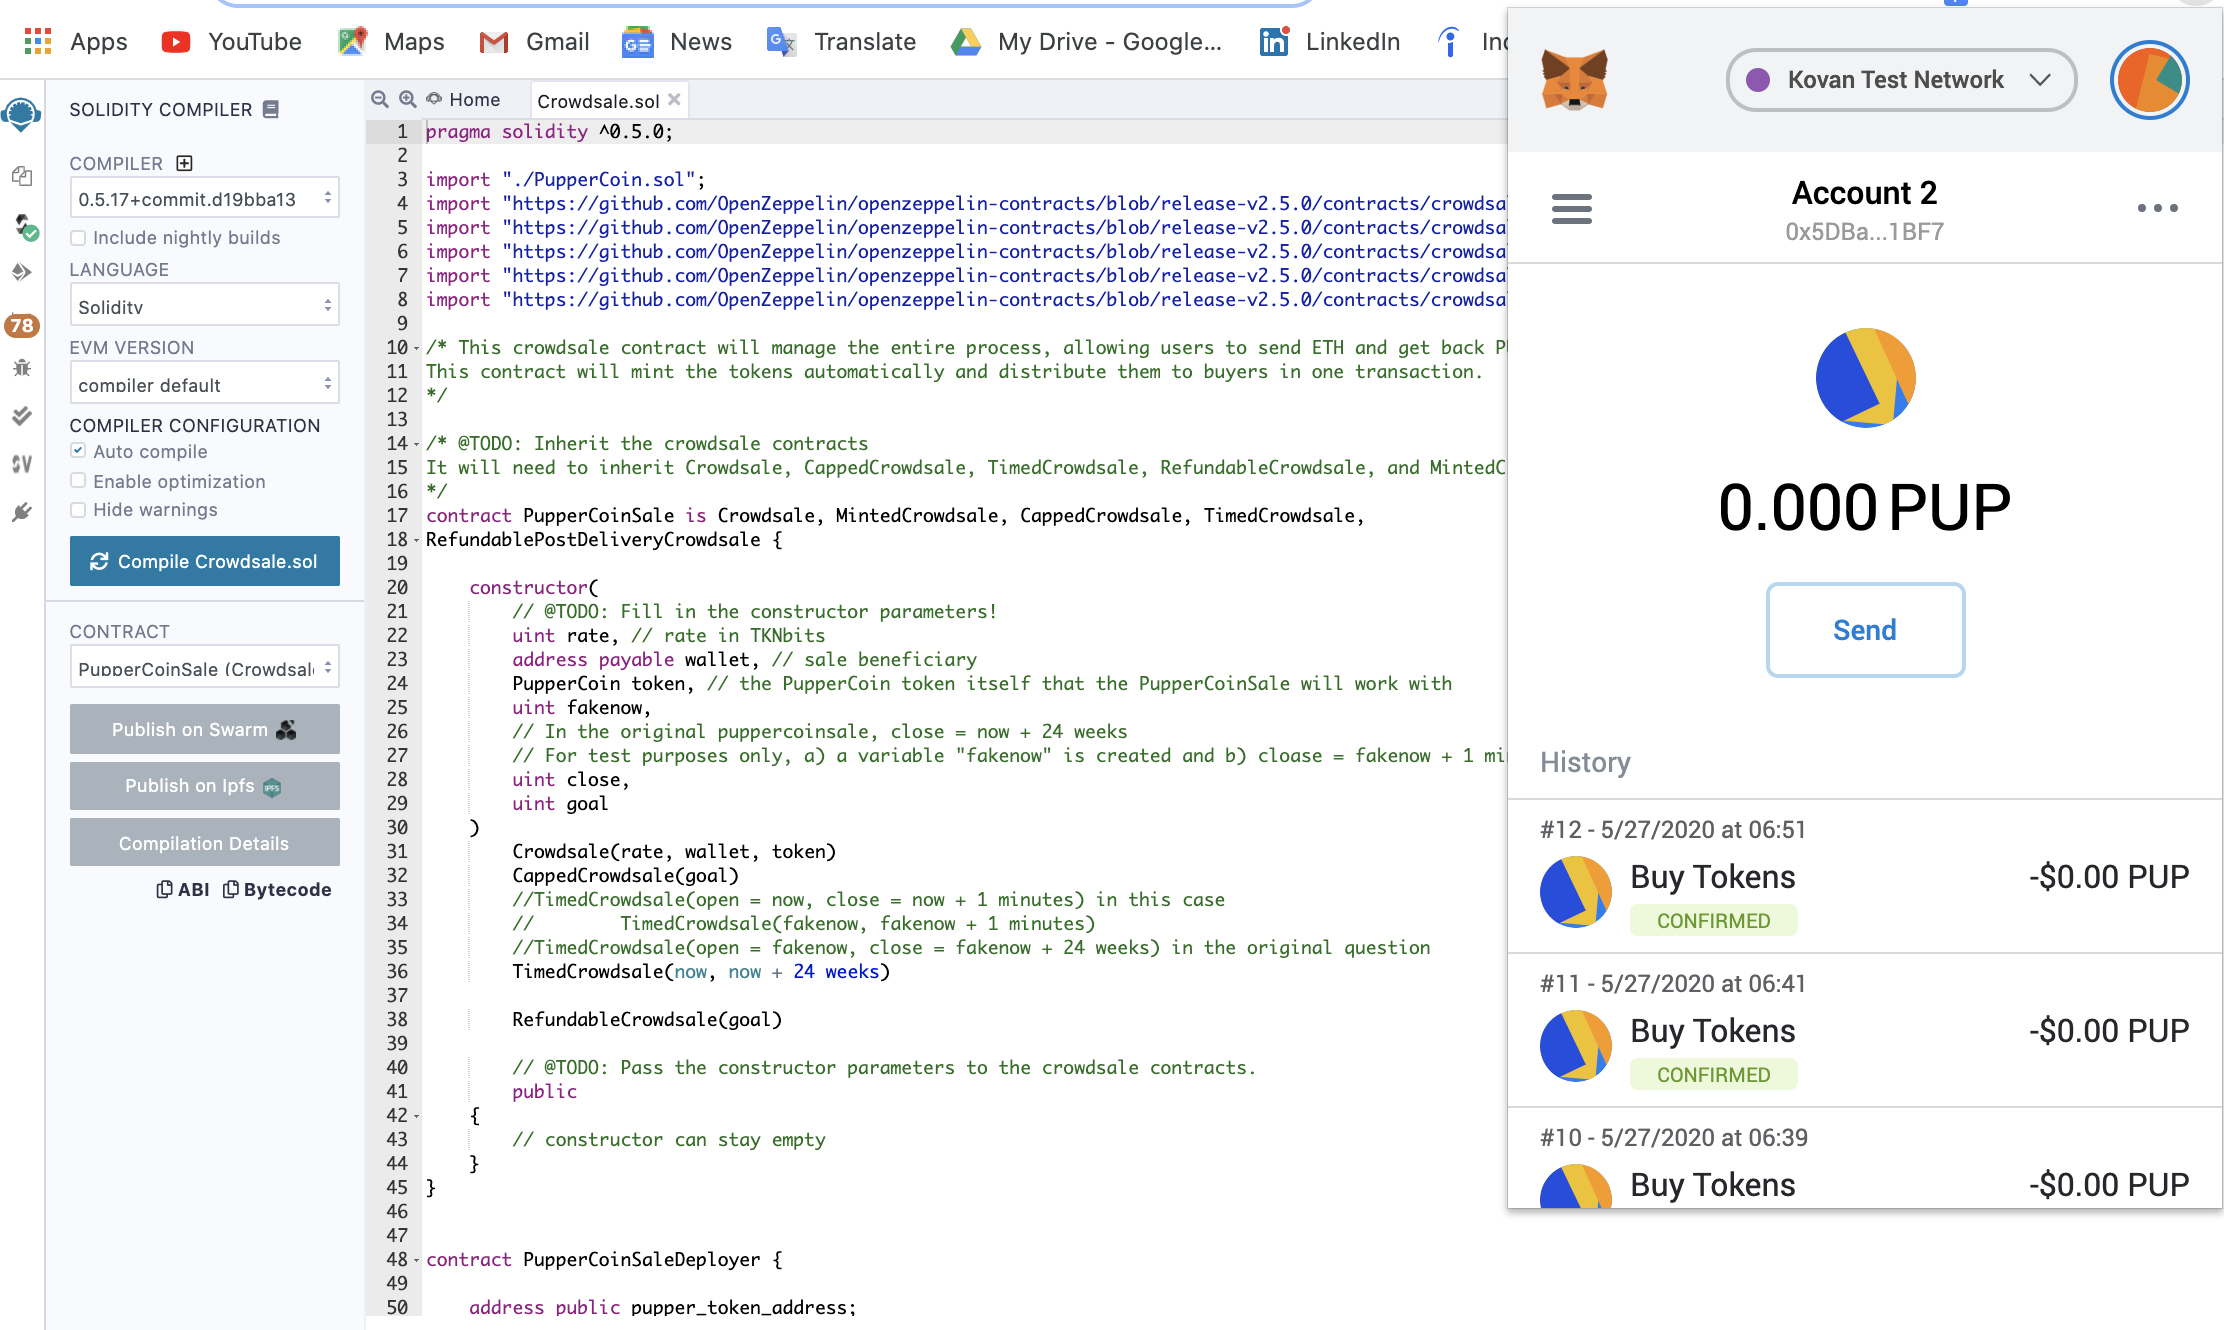 Apps YouTube Maps Gmail News Translate My Drive - Google... LinkedIn
SOLIDITY COMPILER
COMPILER
0.5.17+commit.d19bba13
Include nightly builds
LANGUAGE
Solidity
EVM VERSION
compiler default
COMPILER CONFIGURATION
Auto compile
Enable optimization
Hide warnings
Compile Crowdsale.sol
CONTRACT
PupperCoinSale (Crowdsal
Publish on Swarm
Publish on Ipfs
IPFS
Compilation Details
ABI Bytecode
78
Home Crowdsale.sol
1 pragma solidity ^0.5.0;
2
3 import "./PupperCoin.sol";
4 import "https://github.com/OpenZeppelin/openzeppelin-contracts/blob/release-v2.5.0/contracts/crowdsa
5 import "https://github.com/OpenZeppelin/openzeppelin-contracts/blob/release-v2.5.0/contracts/crowdsa
6 import "https://github.com/OpenZeppelin/openzeppelin-contracts/blob/release-v2.5.0/contracts/crowdsa
7 import "https://github.com/OpenZeppelin/openzeppelin-contracts/blob/release-v2.5.0/contracts/crowdsa
8 import "https://github.com/OpenZeppelin/openzeppelin-contracts/blob/release-v2.5.0/contracts/crowdsa
9
10 /* This crowdsale contract will manage the entire process, allowing users to send ETH and get back P
11 This contract will mint the tokens automatically and distribute them to buyers in one transaction.
12 */
13
14 /* @TODO: Inherit the crowdsale contracts
15 It will need to inherit Crowdsale, CappedCrowdsale, TimedCrowdsale, RefundableCrowdsale, and MintedC
16 */
17 contract PupperCoinSale is Crowdsale, MintedCrowdsale, CappedCrowdsale, TimedCrowdsale,
18 RefundablePostDeliveryCrowdsale {
19
20 constructor(
21 // @TODO: Fill in the constructor parameters!
22 uint rate, // rate in TKNbits
23 address payable wallet, // sale beneficiary
24 PupperCoin token, // the PupperCoin token itself that the PupperCoinSale will work with
25 uint fakenow,
26 // In the original puppercoinsale, close = now + 24 weeks
27 // For test purposes only, a) a variable "fakenow" is created and b) cloase = fakenow + 1 mi
28 uint close,
29 uint goal
30 )
31 Crowdsale(rate, wallet, token)
32 CappedCrowdsale(goal)
33 //TimedCrowdsale(open = now, close = now + 1 minutes) in this case
34 // TimedCrowdsale(fakenow, fakenow + 1 minutes)
35 //TimedCrowdsale(open = fakenow, close = fakenow + 24 weeks) in the original question
36 TimedCrowdsale(now, now + 24 weeks)
37
38 RefundableCrowdsale(goal)
39
40 // @TODO: Pass the constructor parameters to the crowdsale contracts.
41 public
42 {
43 // constructor can stay empty
44 }
45 }
46
47
48 contract PupperCoinSaleDeployer {
49
50 address public pupper_token_address;
Kovan Test Network
Account 2
0x5DBa...1BF7
0.000 PUP
Send
History
#12 - 5/27/2020 at 06:51
Buy Tokens -$0.00 PUP
CONFIRMED
#11 - 5/27/2020 at 06:41
Buy Tokens -$0.00 PUP
CONFIRMED
#10 - 5/27/2020 at 06:39
Buy Tokens -$0.00 PUP